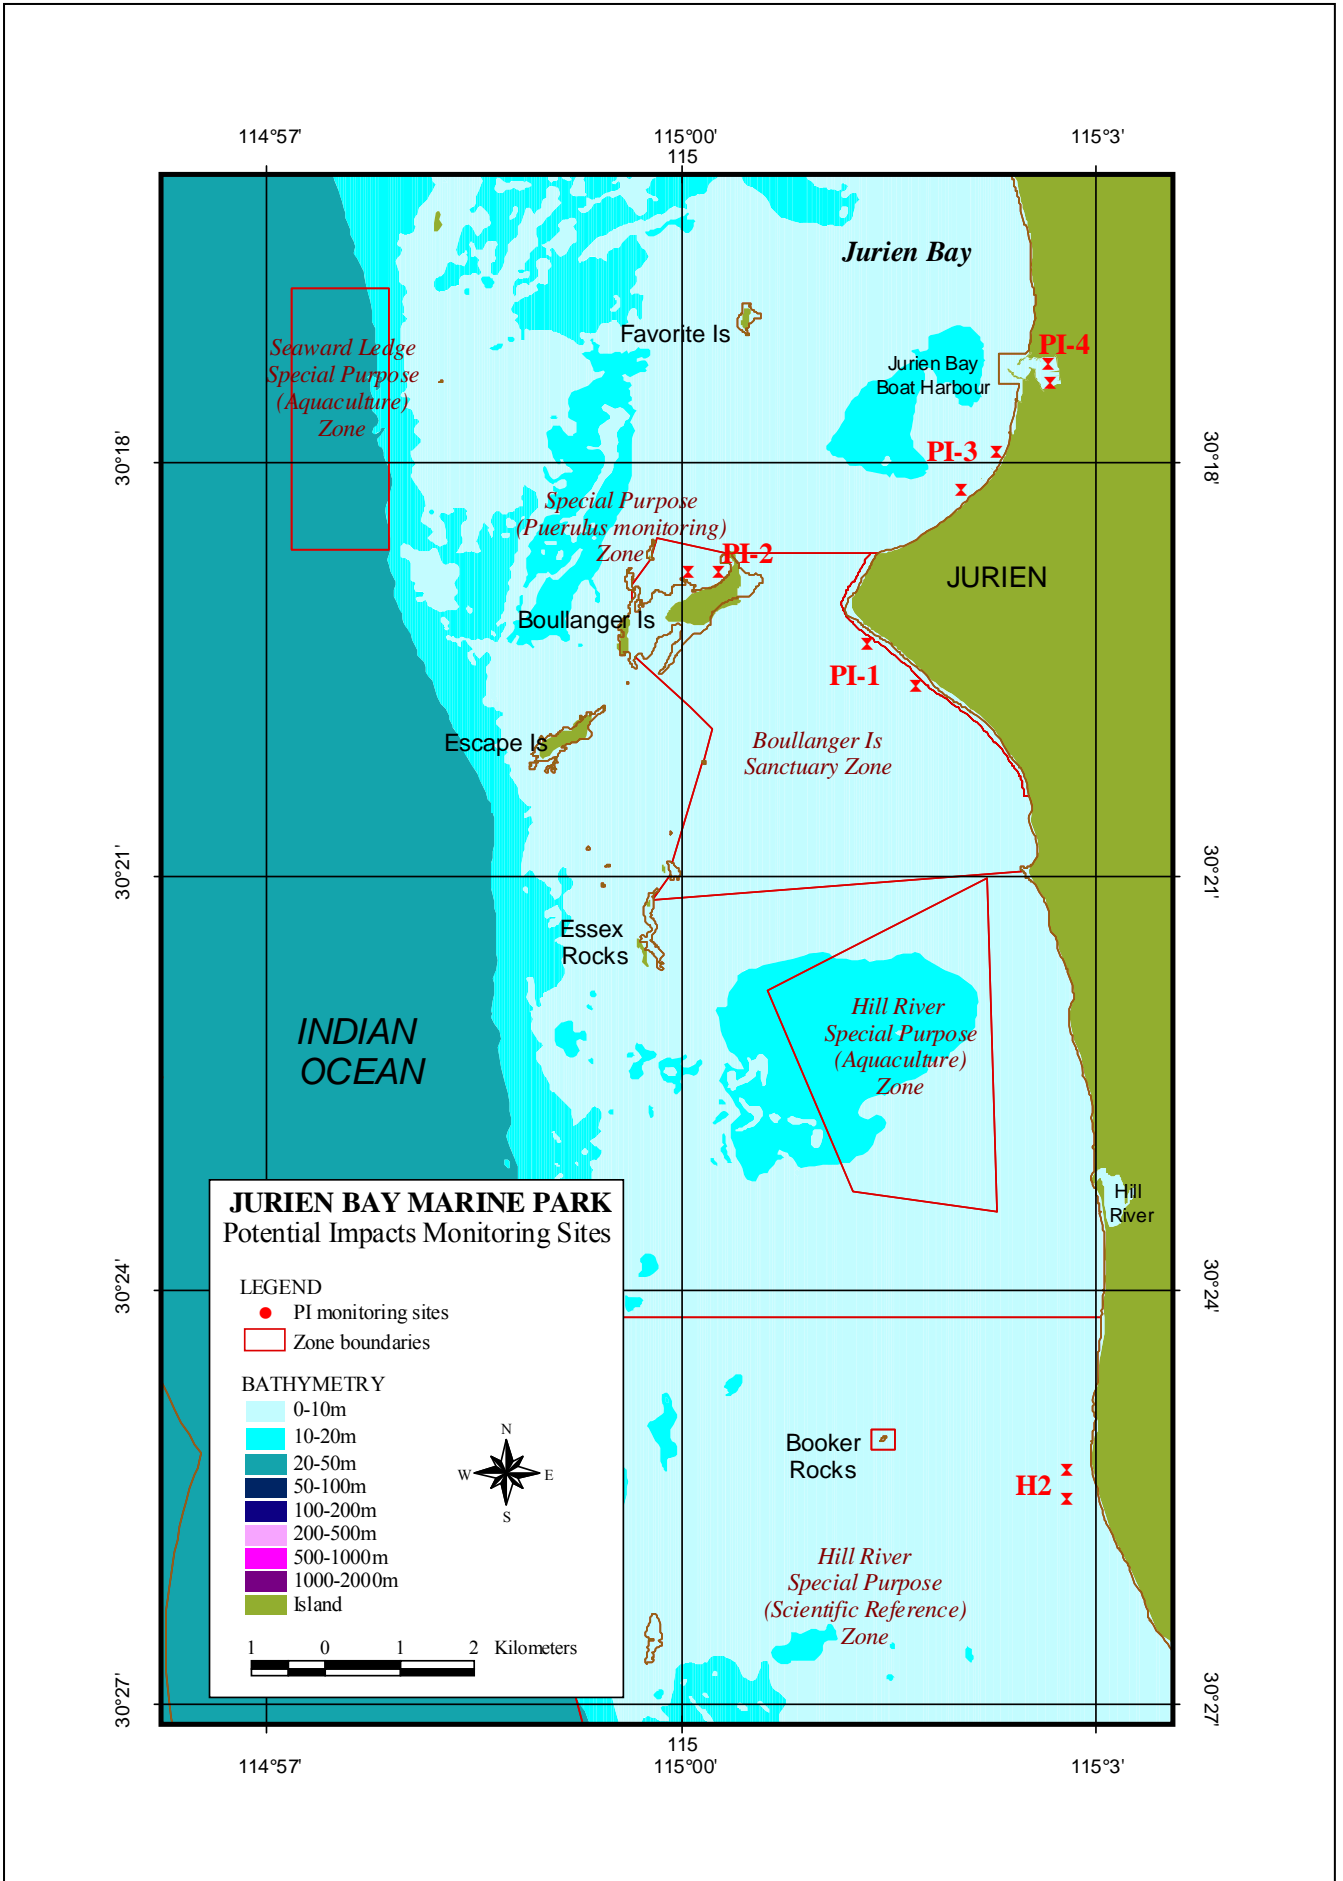 114°57'
115°00'
115°3'
115
Jurien Bay
Favorite Is
PI-4
Seaward Ledge
Special Purpose
(Aquaculture)
Zone
Jurien Bay
Boat Harbour
30°18'
30°18'
PI-3
Special Purpose
(Puerulus monitoring)
Zone
PI-2
JURIEN
Boullanger Is
PI-1
Escape Is
Boullanger Is
Sanctuary Zone
30°21'
30°21'
Essex
Rocks
INDIAN
OCEAN
Hill River
Special Purpose
(Aquaculture)
Zone
Hill
River
JURIEN BAY MARINE PARK
Potential Impacts Monitoring Sites
LEGEND
PI monitoring sites
Zone boundaries
BATHYMETRY
0-10m
10-20m
20-50m
50-100m
100-200m
200-500m
500-1000m
1000-2000m
Island
N
W E
S
1 0 1 2 Kilometers
30°24'
30°24'
Booker
Rocks
H2
Hill River
Special Purpose
(Scientific Reference)
Zone
30°27'
30°27'
115
114°57'
115°00'
115°3'